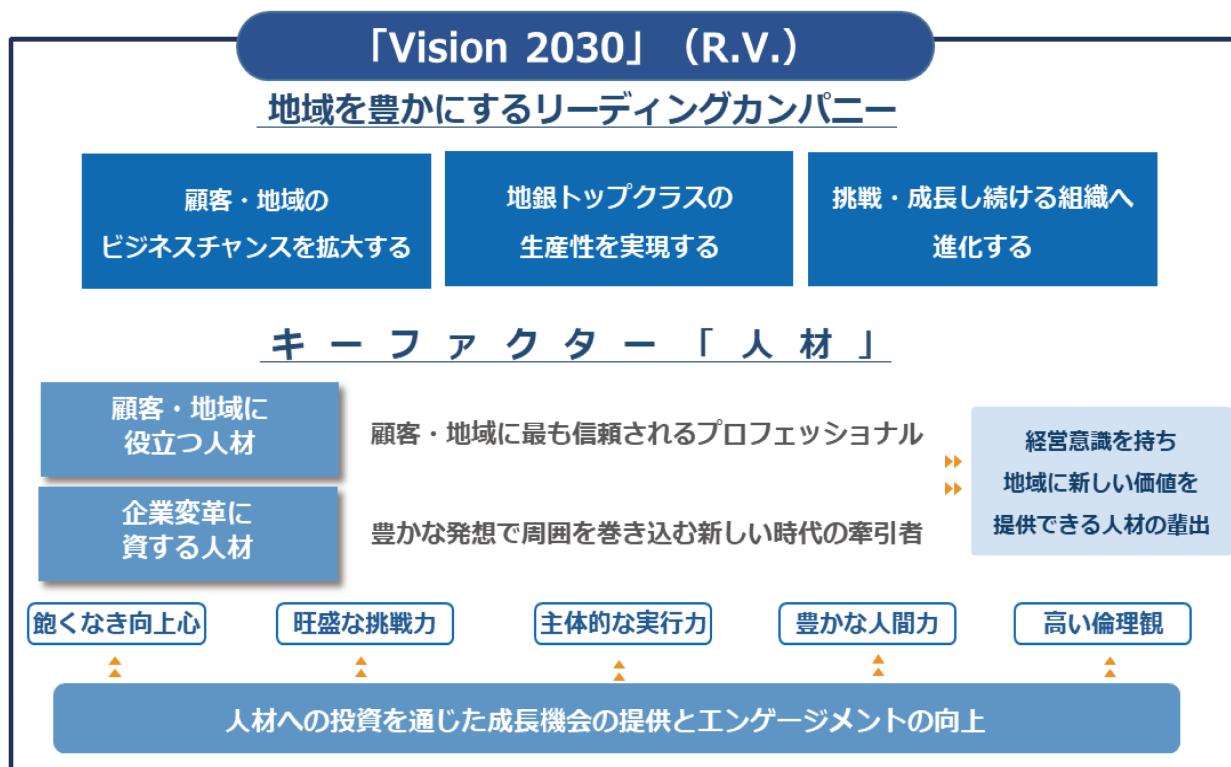 「Vision 2030」（R.V.）
地域を豊かにするリーディングカンパニー
顧客・地域の
ビジネスチャンスを拡大する
地銀トップクラスの
生産性を実現する
挑戦・成長し続ける組織へ
進化する
キーファクター「人材」
顧客・地域に
役立つ人材
顧客・地域に最も信頼されるプロフェッショナル
企業変革に
資する人材
豊かな発想で周囲を巻き込む新しい時代の牽引者
経営意識を持ち
地域に新しい価値を
提供できる人材の輩出
飽くなき向上心
旺盛な挑戦力
主体的な実行力
豊かな人間力
高い倫理観
人材への投資を通じた成長機会の提供とエンゲージメントの向上